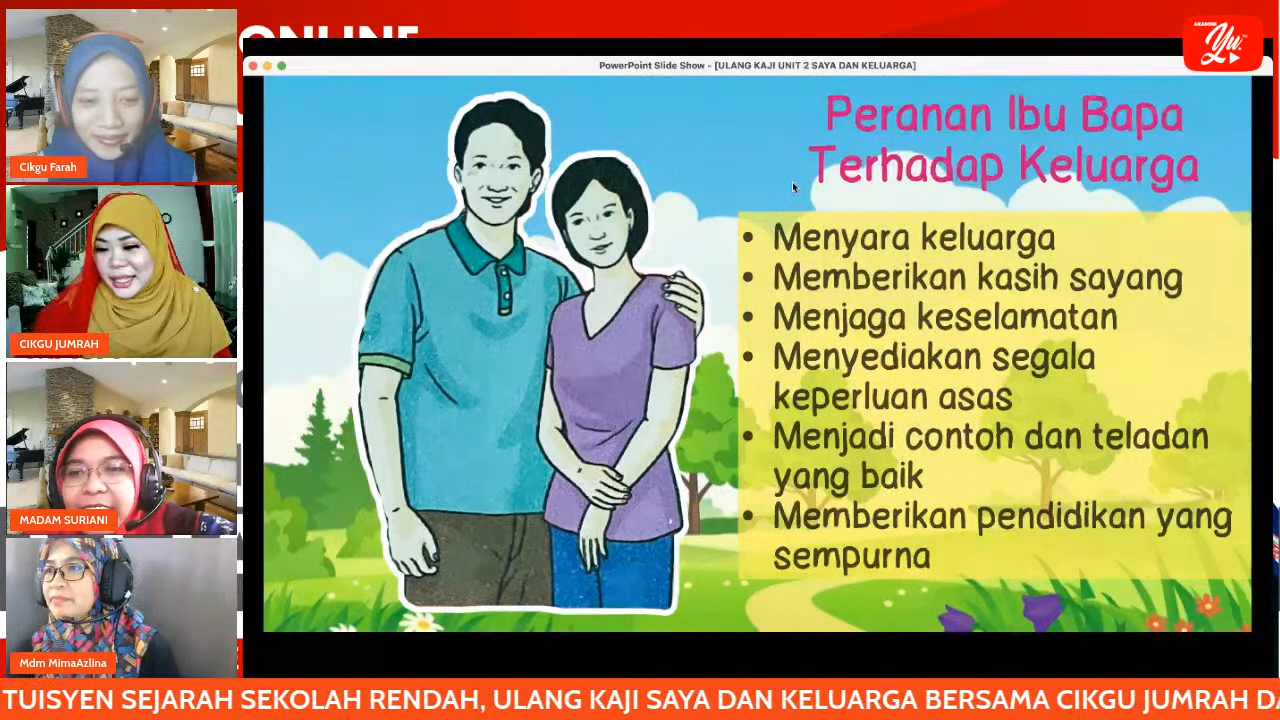 ONLINE
AKADEMI
Yu.
PowerPoint Slide Show - [ULANG KAJI UNIT 2 SAYA DAN KELUARGA]
Peranan Ibu Bapa
Terhadap Keluarga
• Menyara keluarga
• Memberikan kasih sayang
• Menjaga keselamatan
• Menyediakan segala
keperluan asas
• Menjadi contoh dan teladan
yang baik
• Memberikan pendidikan yang
sempurna
Cikgu Farah
CIKGU JUMRAH
MADAM SURIANI
Mdm MimaAzlina
TUISYEN SEJARAH SEKOLAH RENDAH, ULANG KAJI SAYA DAN KELUARGA BERSAMA CIKGU JUMRAH DA